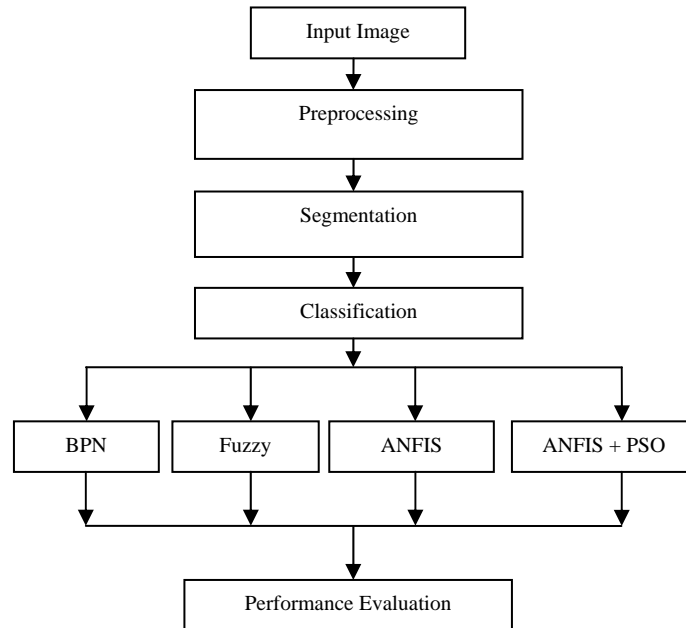 Input Image
Preprocessing
Segmentation
Classification
BPN
Fuzzy
ANFIS
ANFIS + PSO
Performance Evaluation